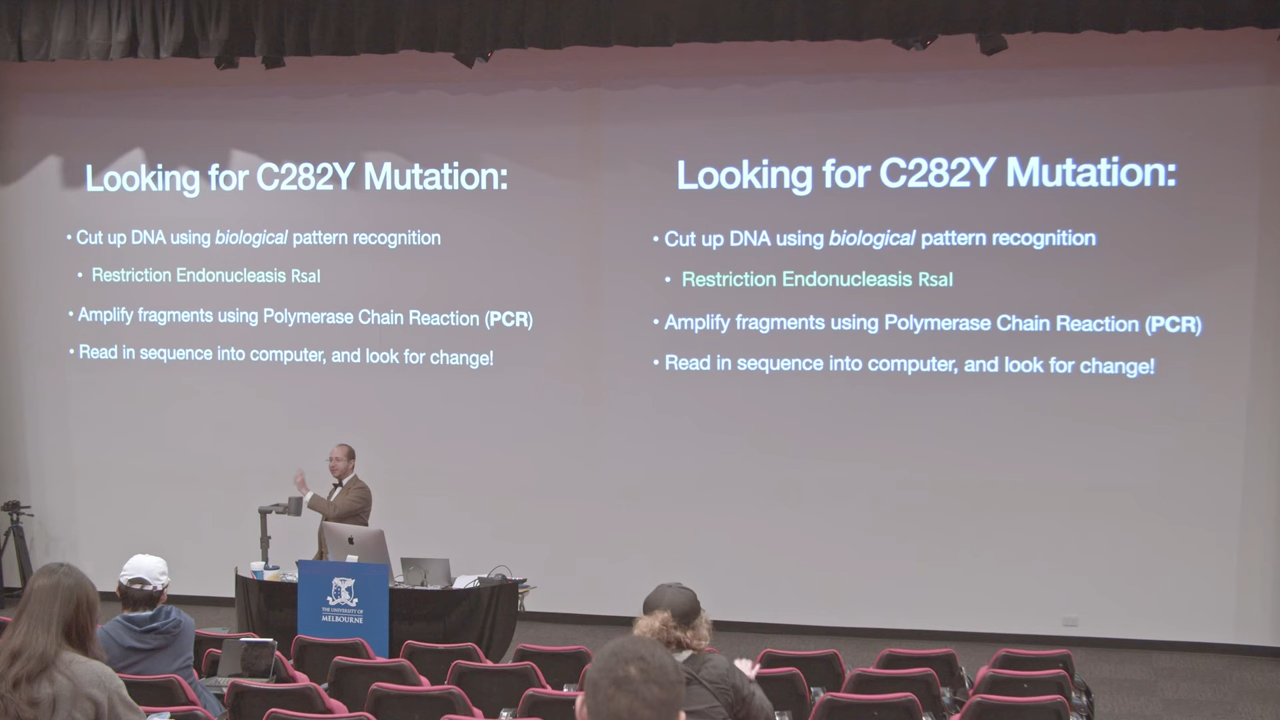 Looking for C282Y Mutation:
• Cut up DNA using biological pattern recognition
• Restriction Endonucleasis RsaI
• Amplify fragments using Polymerase Chain Reaction (PCR)
• Read in sequence into computer, and look for change!
Looking for C282Y Mutation:
• Cut up DNA using biological pattern recognition
• Restriction Endonucleasis RsaI
• Amplify fragments using Polymerase Chain Reaction (PCR)
• Read in sequence into computer, and look for change!
THE UNIVERSITY OF
MELBOURNE